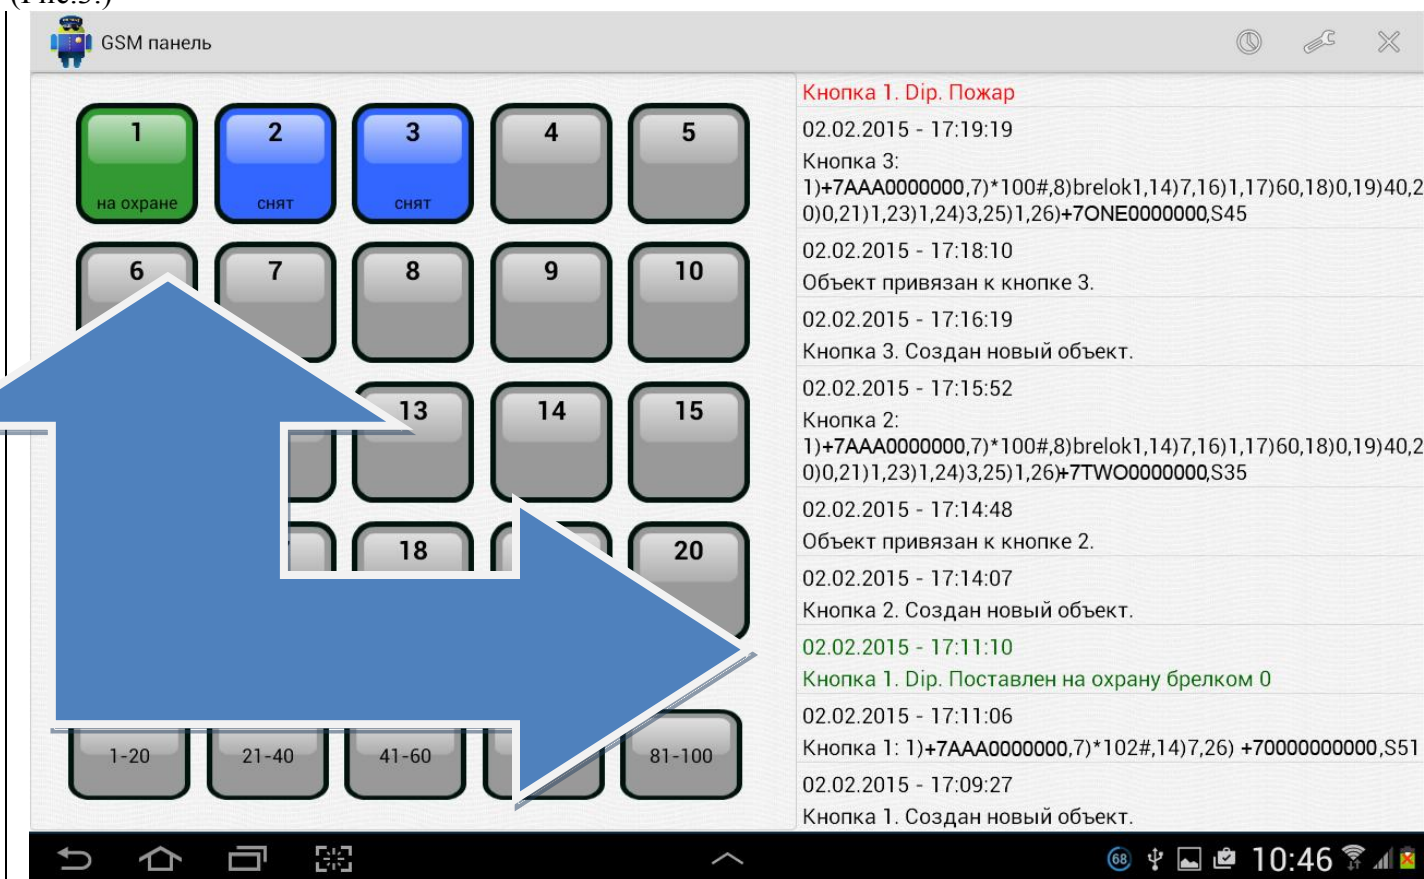 GSM панель
1
на охране
2
снят
3
снят
4
5
6
7
8
9
10
13
14
15
18
20
1-20
21-40
41-60
81-100
Кнопка 1. Dip. Пожар
02.02.2015 - 17:19:19
Кнопка 3:
1)+7AAA0000000,7)*100#,8)brelok1,14)7,16)1,17)60,18)0,19)40,2
0)0,21)1,23)1,24)3,25)1,26)+7ONE0000000,S45
02.02.2015 - 17:18:10
Объект привязан к кнопке 3.
02.02.2015 - 17:16:19
Кнопка 3. Создан новый объект.
02.02.2015 - 17:15:52
Кнопка 2:
1)+7AAA0000000,7)*100#,8)brelok1,14)7,16)1,17)60,18)0,19)40,2
0)0,21)1,23)1,24)3,25)1,26)+7TWO0000000,S35
02.02.2015 - 17:14:48
Объект привязан к кнопке 2.
02.02.2015 - 17:14:07
Кнопка 2. Создан новый объект.
02.02.2015 - 17:11:10
Кнопка 1. Dip. Поставлен на охрану брелком 0
02.02.2015 - 17:11:06
Кнопка 1: 1)+7AAA0000000,7)*102#,14)7,26) +70000000000,S51
02.02.2015 - 17:09:27
Кнопка 1. Создан новый объект.
68
10:46